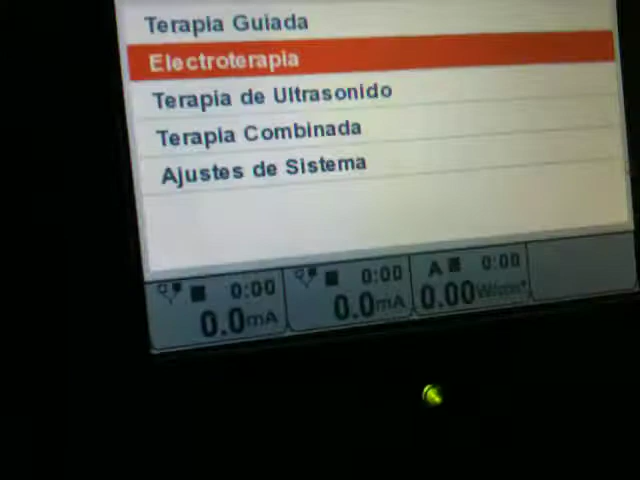 Terapia Guiada
Electroterapia
Terapia de Ultrasonido
Terapia Combinada
Ajustes de Sistema
0:00 0:00 A 0:00
0.0mA 0.0mA 0.00 W/cm²